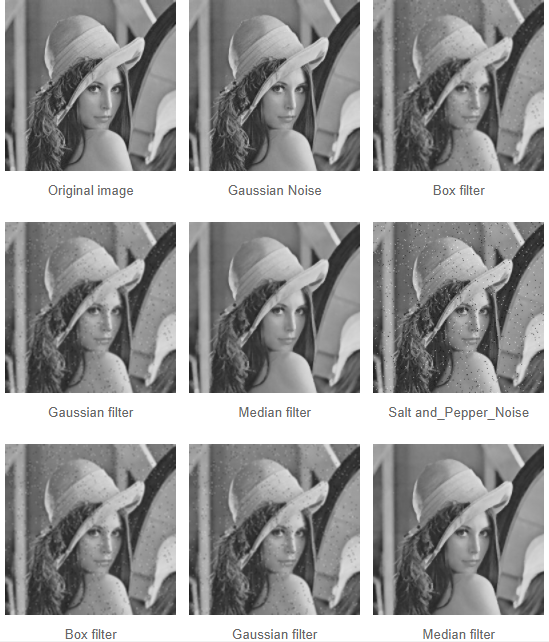 Original image
Gaussian Noise
Box filter
Gaussian filter
Median filter
Salt and_Pepper_Noise
Box filter
Gaussian filter
Median filter